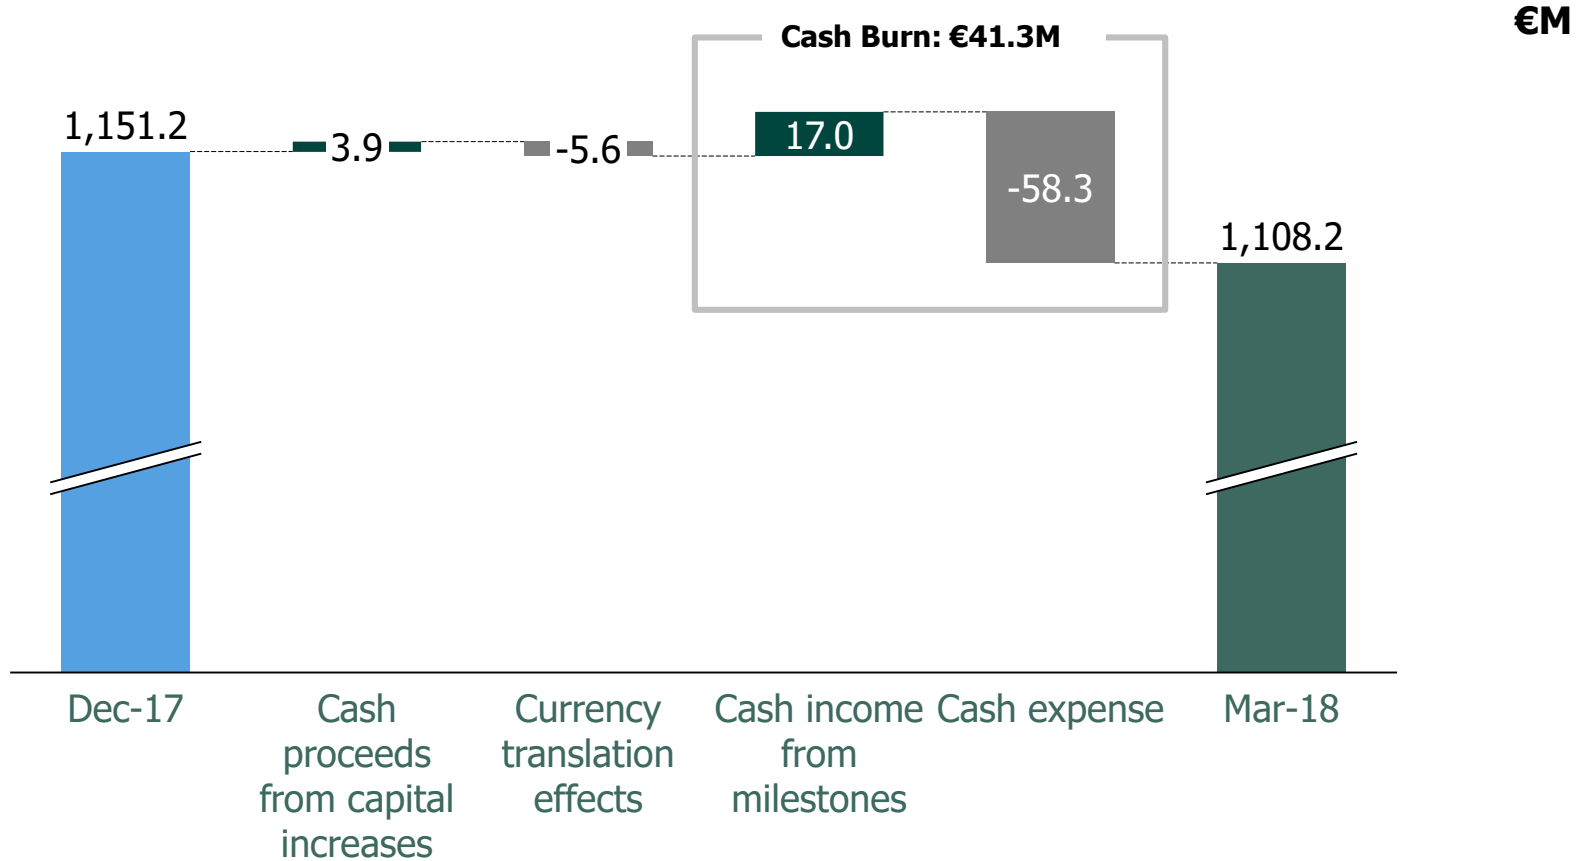 €M
Cash Burn: €41.3M
1,151.2
3.9
-5.6
17.0
-58.3
1,108.2
Dec-17
Cash
proceeds
from capital
increases
Currency
translation
effects
Cash income
from
milestones
Cash expense
Mar-18